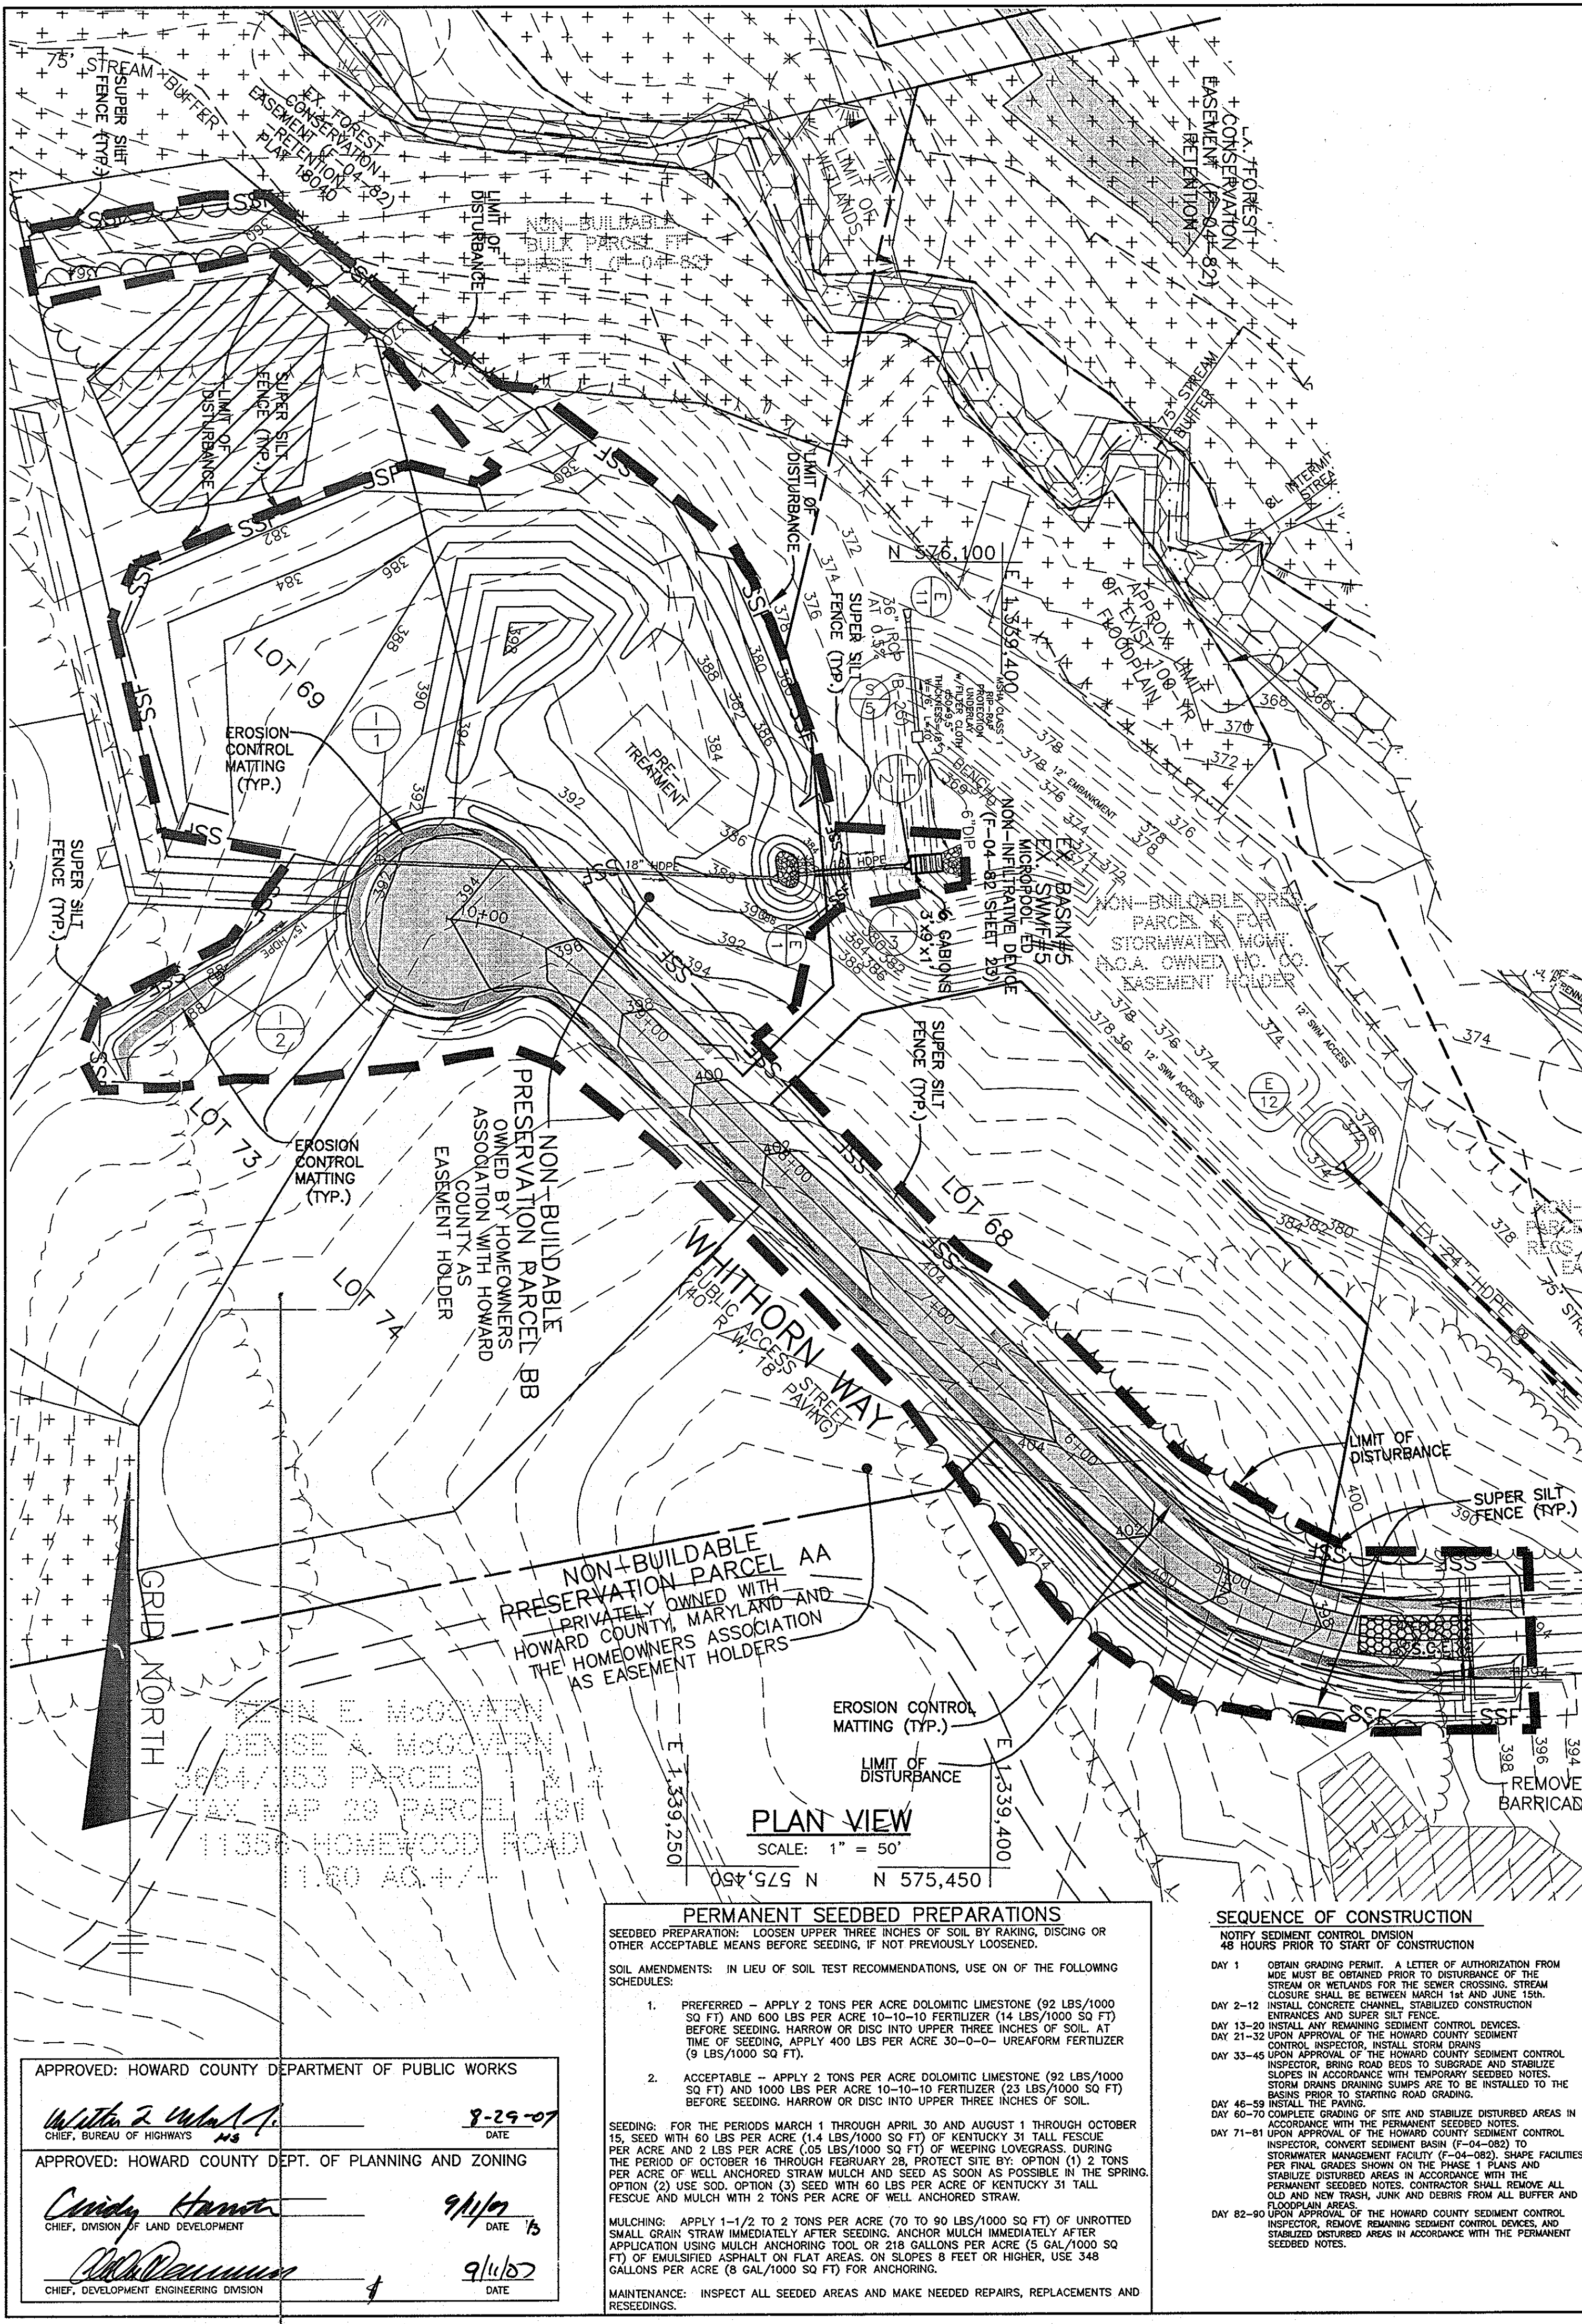 75' STREAM BUFFER
SUPER SILT
FENCE (TYP.)
EX. FOREST
CONSERVATION
EASEMENT (F-04-82)
RETENTION
PLAT 18040
LIMIT OF
DISTURBANCE
NON-BUILDABLE
BULK PARCEL FF
PHASE 1 (F-04-82)
LIMIT OF
WETLANDS
EX. FOREST
CONSERVATION
EASEMENT (F-04-82)
RETENTION
75' STREAM
BUFFER
SUPER SILT
FENCE (TYP.)
LIMIT OF
DISTURBANCE
LIMIT OF
DISTURBANCE
SUPER SILT
FENCE (TYP.)
N 576,100
E 1,339,400
E
11
APPROX. LIMIT
OF EXIST 100 YR
FLOODPLAIN
LOT 69
EROSION
CONTROL
MATTING
(TYP.)
I
1
PRE-
TREATMENT
12' EMBANKMENT
6" DIP
18" HDPE
6 GABIONS
3'x9'x1'
EX. BASIN #5
EX. SWMF #5
MICROPOOL ED
NON-INFILTRATIVE DEVICE
(F-04-82 SHEET 23)
NON-BUILDABLE PRES.
PARCEL K FOR
STORMWATER MGMT.
H.O.A. OWNED HO. CO.
EASEMENT HOLDER
SUPER SILT
FENCE (TYP.)
15" HDPE
I
2
E
1
I
3
10+00
SUPER SILT
FENCE (TYP.)
12' SWM ACCESS
12' SWM ACCESS
E
12
LOT 73
EROSION
CONTROL
MATTING
(TYP.)
NON-BUILDABLE
PRESERVATION PARCEL BB
OWNED BY HOMEOWNERS
ASSOCIATION WITH HOWARD
COUNTY AS
EASEMENT HOLDER
LOT 68
LOT 74
EX 24" HDPE
WHITHORN WAY
PUBLIC ACCESS STREET
(40' R/W, 18' PAVING)
7+00
6+00
LIMIT OF
DISTURBANCE
SUPER SILT
FENCE (TYP.)
NON-BUILDABLE
PRESERVATION PARCEL AA
PRIVATELY OWNED WITH
HOWARD COUNTY, MARYLAND AND
THE HOMEOWNERS ASSOCIATION
AS EASEMENT HOLDERS
GRID NORTH
DENISE A. McGOVERN
3664/353 PARCELS 1 & 2
TAX MAP 29 PARCEL 291
11356 HOMEWOOD ROAD
11.60 AC.+/-
EROSION CONTROL
MATTING (TYP.)
LIMIT OF
DISTURBANCE
398
396
394
REMOVE
BARRICAD
E 1,339,250
E 1,339,400
PLAN VIEW
SCALE: 1" = 50'
N 575,450
N 575,450
PERMANENT SEEDBED PREPARATIONS
SEEDBED PREPARATION: LOOSEN UPPER THREE INCHES OF SOIL BY RAKING, DISCING OR
OTHER ACCEPTABLE MEANS BEFORE SEEDING, IF NOT PREVIOUSLY LOOSENED.
SOIL AMENDMENTS: IN LIEU OF SOIL TEST RECOMMENDATIONS, USE ON OF THE FOLLOWING
SCHEDULES:
1. PREFERRED - APPLY 2 TONS PER ACRE DOLOMITIC LIMESTONE (92 LBS/1000
SQ FT) AND 600 LBS PER ACRE 10-10-10 FERTILIZER (14 LBS/1000 SQ FT)
BEFORE SEEDING. HARROW OR DISC INTO UPPER THREE INCHES OF SOIL. AT
TIME OF SEEDING, APPLY 400 LBS PER ACRE 30-0-0- UREAFORM FERTILIZER
(9 LBS/1000 SQ FT).
2. ACCEPTABLE - APPLY 2 TONS PER ACRE DOLOMITIC LIMESTONE (92 LBS/1000
SQ FT) AND 1000 LBS PER ACRE 10-10-10 FERTILIZER (23 LBS/1000 SQ FT)
BEFORE SEEDING. HARROW OR DISC INTO UPPER THREE INCHES OF SOIL.
SEEDING: FOR THE PERIODS MARCH 1 THROUGH APRIL 30 AND AUGUST 1 THROUGH OCTOBER
15, SEED WITH 60 LBS PER ACRE (1.4 LBS/1000 SQ FT) OF KENTUCKY 31 TALL FESCUE
PER ACRE AND 2 LBS PER ACRE (.05 LBS/1000 SQ FT) OF WEEPING LOVEGRASS. DURING
THE PERIOD OF OCTOBER 16 THROUGH FEBRUARY 28, PROTECT SITE BY: OPTION (1) 2 TONS
PER ACRE OF WELL ANCHORED STRAW MULCH AND SEED AS SOON AS POSSIBLE IN THE SPRING.
OPTION (2) USE SOD. OPTION (3) SEED WITH 60 LBS PER ACRE OF KENTUCKY 31 TALL
FESCUE AND MULCH WITH 2 TONS PER ACRE OF WELL ANCHORED STRAW.
MULCHING: APPLY 1-1/2 TO 2 TONS PER ACRE (70 TO 90 LBS/1000 SQ FT) OF UNROTTED
SMALL GRAIN STRAW IMMEDIATELY AFTER SEEDING. ANCHOR MULCH IMMEDIATELY AFTER
APPLICATION USING MULCH ANCHORING TOOL OR 218 GALLONS PER ACRE (5 GAL/1000 SQ
FT) OF EMULSIFIED ASPHALT ON FLAT AREAS. ON SLOPES 8 FEET OR HIGHER, USE 348
GALLONS PER ACRE (8 GAL/1000 SQ FT) FOR ANCHORING.
MAINTENANCE: INSPECT ALL SEEDED AREAS AND MAKE NEEDED REPAIRS, REPLACEMENTS AND
RESEEDINGS.
SEQUENCE OF CONSTRUCTION
NOTIFY SEDIMENT CONTROL DIVISION
48 HOURS PRIOR TO START OF CONSTRUCTION
DAY 1 OBTAIN GRADING PERMIT. A LETTER OF AUTHORIZATION FROM
MDE MUST BE OBTAINED PRIOR TO DISTURBANCE OF THE
STREAM OR WETLANDS FOR THE SEWER CROSSING. STREAM
CLOSURE SHALL BE BETWEEN MARCH 1st AND JUNE 15th.
DAY 2-12 INSTALL CONCRETE CHANNEL, STABILIZED CONSTRUCTION
ENTRANCES AND SUPER SILT FENCE.
DAY 13-20 INSTALL ANY REMAINING SEDIMENT CONTROL DEVICES.
DAY 21-32 UPON APPROVAL OF THE HOWARD COUNTY SEDIMENT
CONTROL INSPECTOR, INSTALL STORM DRAINS
DAY 33-45 UPON APPROVAL OF THE HOWARD COUNTY SEDIMENT CONTROL
INSPECTOR, BRING ROAD BEDS TO SUBGRADE AND STABILIZE
SLOPES IN ACCORDANCE WITH TEMPORARY SEEDBED NOTES.
STORM DRAINS DRAINING SUMPS ARE TO BE INSTALLED TO THE
BASINS PRIOR TO STARTING ROAD GRADING.
DAY 46-59 INSTALL THE PAVING.
DAY 60-70 COMPLETE GRADING OF SITE AND STABILIZE DISTURBED AREAS IN
ACCORDANCE WITH THE PERMANENT SEEDBED NOTES.
DAY 71-81 UPON APPROVAL OF THE HOWARD COUNTY SEDIMENT CONTROL
INSPECTOR, CONVERT SEDIMENT BASIN (F-04-082) TO
STORMWATER MANAGEMENT FACILITY (F-04-082). SHAPE FACILITIES
PER FINAL GRADES SHOWN ON THE PHASE 1 PLANS AND
STABILIZE DISTURBED AREAS IN ACCORDANCE WITH THE
PERMANENT SEEDBED NOTES. CONTRACTOR SHALL REMOVE ALL
OLD AND NEW TRASH, JUNK AND DEBRIS FROM ALL BUFFER AND
FLOODPLAIN AREAS.
DAY 82-90 UPON APPROVAL OF THE HOWARD COUNTY SEDIMENT CONTROL
INSPECTOR, REMOVE REMAINING SEDIMENT CONTROL DEVICES, AND
STABILIZED DISTURBED AREAS IN ACCORDANCE WITH THE PERMANENT
SEEDBED NOTES.
APPROVED: HOWARD COUNTY DEPARTMENT OF PUBLIC WORKS
8-29-07
CHIEF, BUREAU OF HIGHWAYS
DATE
APPROVED: HOWARD COUNTY DEPT. OF PLANNING AND ZONING
9/11/07
CHIEF, DIVISION OF LAND DEVELOPMENT
DATE
9/11/07
CHIEF, DEVELOPMENT ENGINEERING DIVISION
DATE